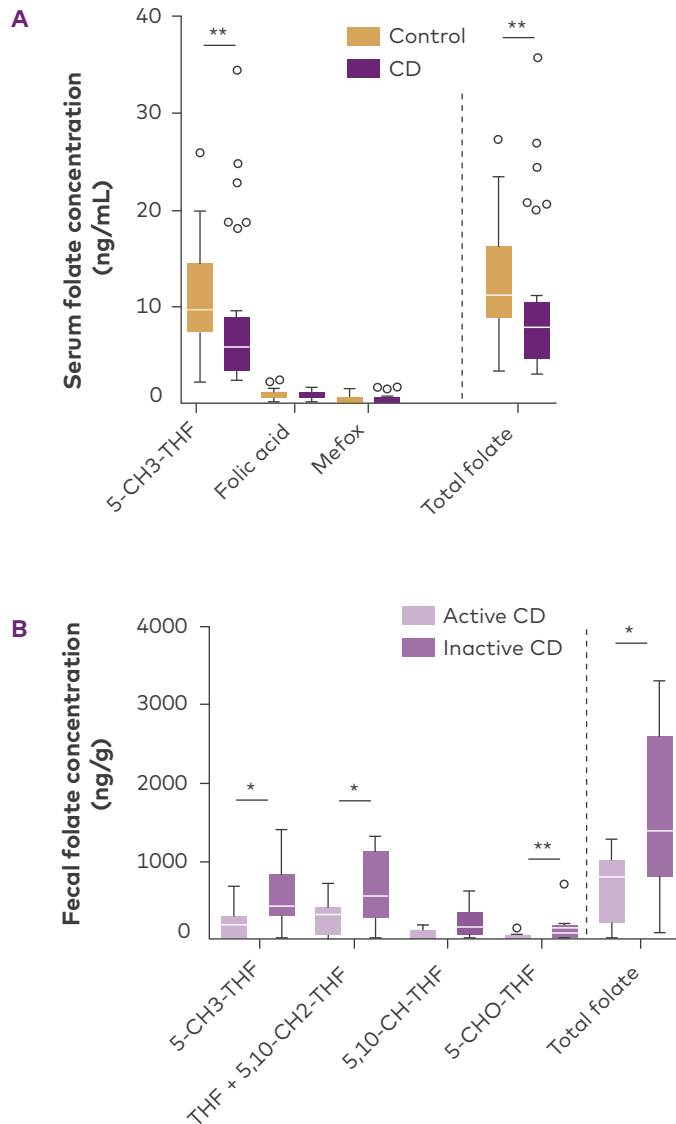 A
**
**
Control
CD
Serum folate concentration
(ng/mL)
40
30
20
10
0
5-CH3-THF
Folic acid
Mefox
Total folate
B
Active CD
Inactive CD
Fecal folate concentration
(ng/g)
4000
3000
2000
1000
0
*
*
**
*
5-CH3-THF
THF + 5,10-CH2-THF
5,10-CH-THF
5-CHO-THF
Total folate